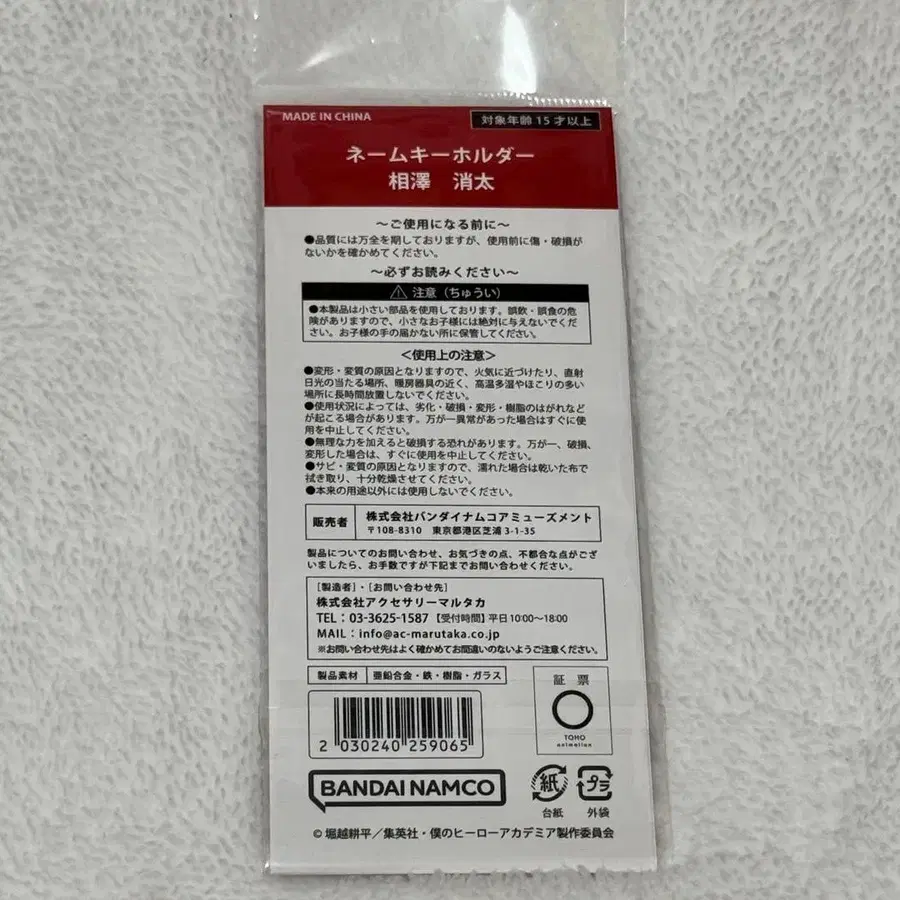 MADE IN CHINA
対象年齢 15 才以上
ネームキーホルダー
相澤　消太
～ご使用になる前に～
●品質には万全を期しておりますが、使用前に傷・破損が
ないかを確かめてください。
～必ずお読みください～
⚠ 注意（ちゅうい）
●本製品は小さい部品を使用しております。誤飲・誤食の危
険がありますので、小さなお子様には絶対に与えないでくだ
さい。お子様の手の届かない所に保管してください。
＜使用上の注意＞
●変形・変質の原因となりますので、火気に近づけたり、直射
日光の当たる場所、暖房器具の近く、高温多湿やほこりの多い
場所に長時間放置しないでください。
●使用状況によっては、劣化・破損・変形・樹脂のはがれなど
が起こる場合があります。万が一異常があった場合はすぐに使
用を中止してください。
●無理な力を加えると破損する恐れがあります。万が一、破損、
変形した場合は、すぐに使用を中止してください。
●サビ・変質の原因となりますので、濡れた場合は乾いた布で
拭き取り、十分乾燥させてください。
●本来の用途以外には使用しないでください。
販売者
株式会社バンダイナムコアミューズメント
〒108-8310　東京都港区芝浦 3-1-35
製品についてのお問い合わせ、お気づきの点、不都合な点がござ
いましたら、お手数ですが下記までお問い合わせください。
［製造者］・［お問い合わせ先］
株式会社アクセサリーマルタカ
TEL：03-3625-1587 【受付時間】平日 10:00～18:00
MAIL：info@ac-marutaka.co.jp
※お問い合わせ先はよく確かめてお間違いのないようご注意ください。
製品素材
亜鉛合金・鉄・樹脂・ガラス
証 票
TOHO
animation
2 030240 259065
BANDAI NAMCO
紙
台紙
プラ
外袋
© 堀越耕平／集英社・僕のヒーローアカデミア製作委員会